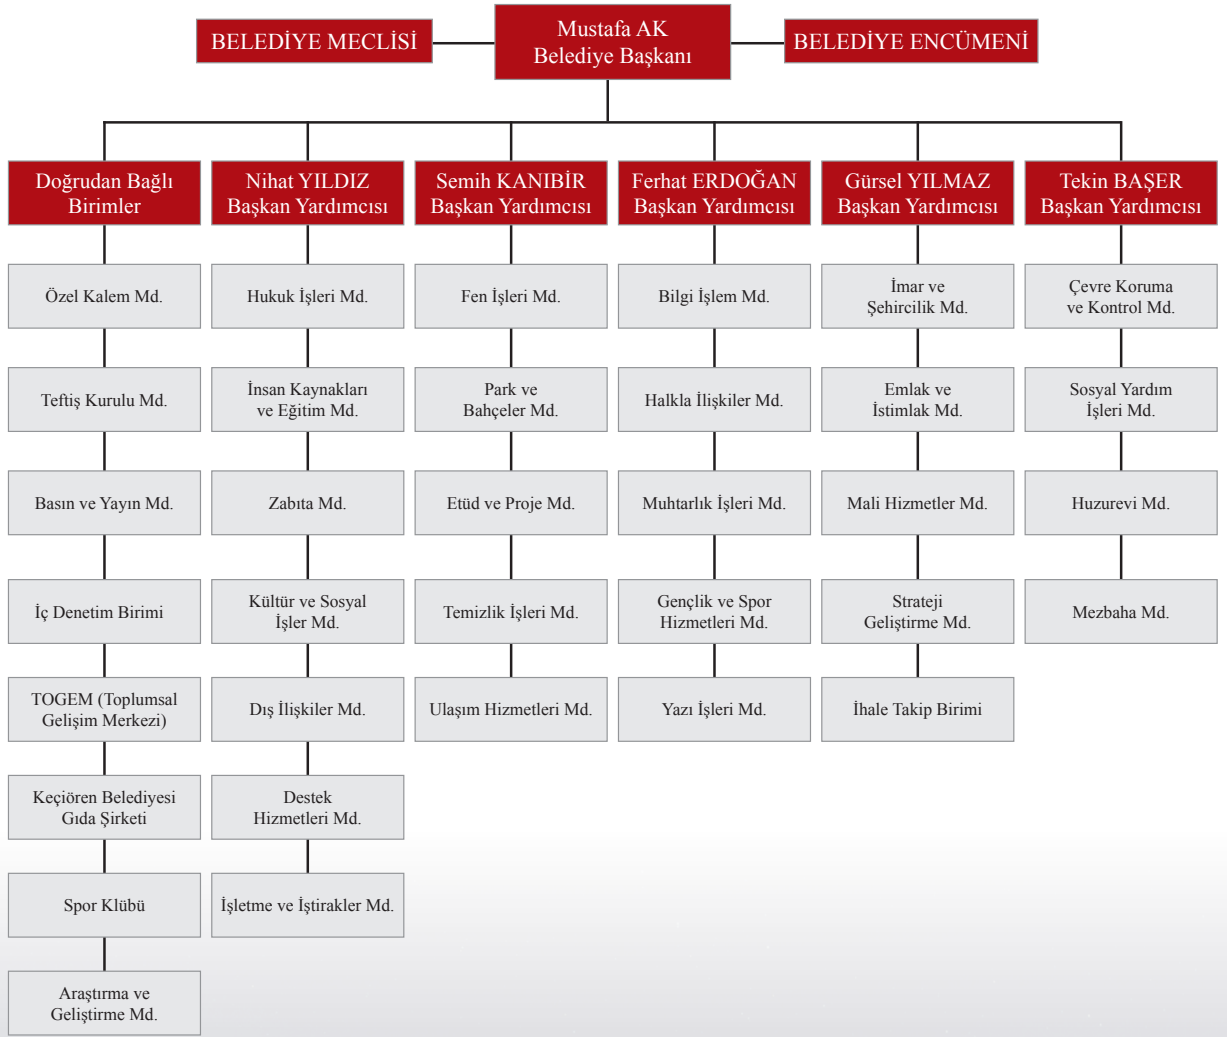 BELEDİYE MECLİSİ
Mustafa AK
Belediye Başkanı
BELEDİYE ENCÜMENİ
Doğrudan Bağlı
Birimler
Özel Kalem Md.
Teftiş Kurulu Md.
Basın ve Yayın Md.
İç Denetim Birimi
TOGEM (Toplumsal
Gelişim Merkezi)
Keçiören Belediyesi
Gıda Şirketi
Spor Klübü
Araştırma ve
Geliştirme Md.
Nihat YILDIZ
Başkan Yardımcısı
Hukuk İşleri Md.
İnsan Kaynakları
ve Eğitim Md.
Zabıta Md.
Kültür ve Sosyal
İşler Md.
Dış İlişkiler Md.
Destek
Hizmetleri Md.
İşletme ve İştirakler Md.
Semih KANIBİR
Başkan Yardımcısı
Fen İşleri Md.
Park ve
Bahçeler Md.
Etüd ve Proje Md.
Temizlik İşleri Md.
Ulaşım Hizmetleri Md.
Ferhat ERDOĞAN
Başkan Yardımcısı
Bilgi İşlem Md.
Halkla İlişkiler Md.
Muhtarlık İşleri Md.
Gençlik ve Spor
Hizmetleri Md.
Yazı İşleri Md.
Gürsel YILMAZ
Başkan Yardımcısı
İmar ve
Şehircilik Md.
Emlak ve
İstimlak Md.
Mali Hizmetler Md.
Strateji
Geliştirme Md.
İhale Takip Birimi
Tekin BAŞER
Başkan Yardımcısı
Çevre Koruma
ve Kontrol Md.
Sosyal Yardım
İşleri Md.
Huzurevi Md.
Mezbaha Md.